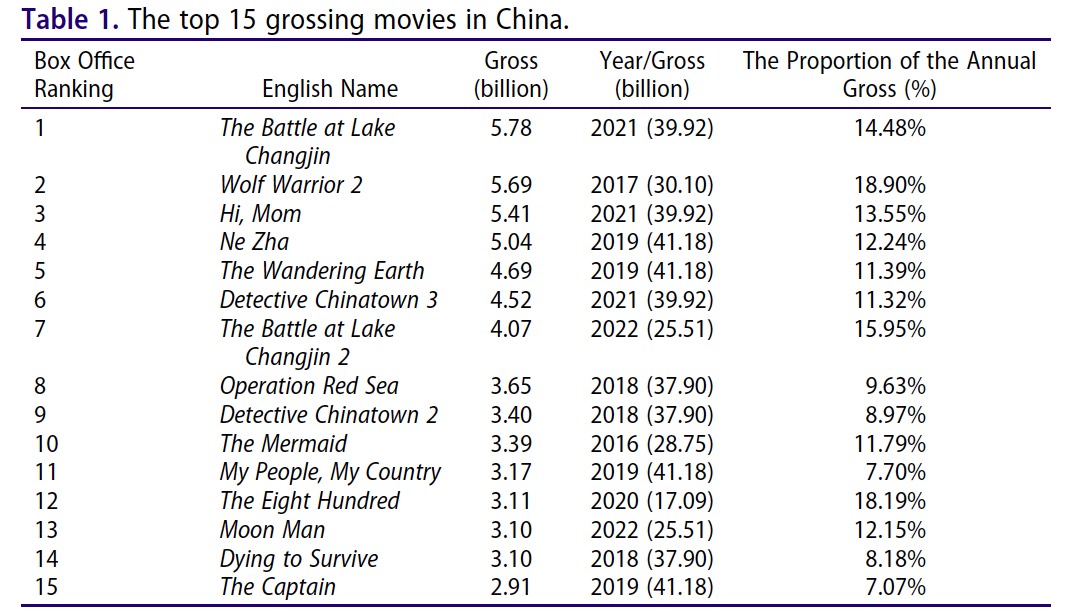 Table 1. The top 15 grossing movies in China.
Box Office Ranking English Name Gross (billion) Year/Gross (billion) The Proportion of the Annual Gross (%)
1 The Battle at Lake Changjin 5.78 2021 (39.92) 14.48%
2 Wolf Warrior 2 5.69 2017 (30.10) 18.90%
3 Hi, Mom 5.41 2021 (39.92) 13.55%
4 Ne Zha 5.04 2019 (41.18) 12.24%
5 The Wandering Earth 4.69 2019 (41.18) 11.39%
6 Detective Chinatown 3 4.52 2021 (39.92) 11.32%
7 The Battle at Lake Changjin 2 4.07 2022 (25.51) 15.95%
8 Operation Red Sea 3.65 2018 (37.90) 9.63%
9 Detective Chinatown 2 3.40 2018 (37.90) 8.97%
10 The Mermaid 3.39 2016 (28.75) 11.79%
11 My People, My Country 3.17 2019 (41.18) 7.70%
12 The Eight Hundred 3.11 2020 (17.09) 18.19%
13 Moon Man 3.10 2022 (25.51) 12.15%
14 Dying to Survive 3.10 2018 (37.90) 8.18%
15 The Captain 2.91 2019 (41.18) 7.07%